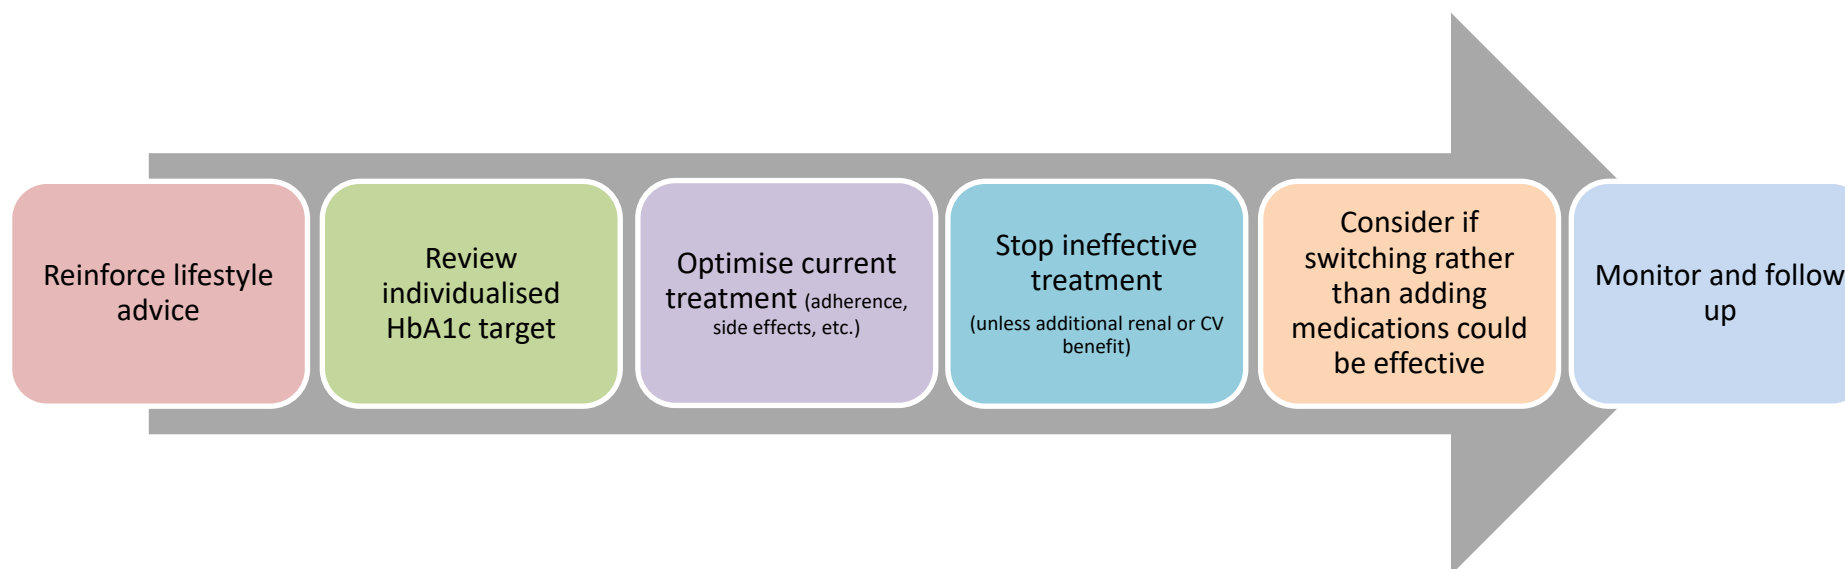 Reinforce lifestyle
advice
Review
individualised
HbA1c target
Optimise current
treatment (adherence,
side effects, etc.)
Stop ineffective
treatment
(unless additional renal or CV
benefit)
Consider if
switching rather
than adding
medications could
be effective
Monitor and follow
up